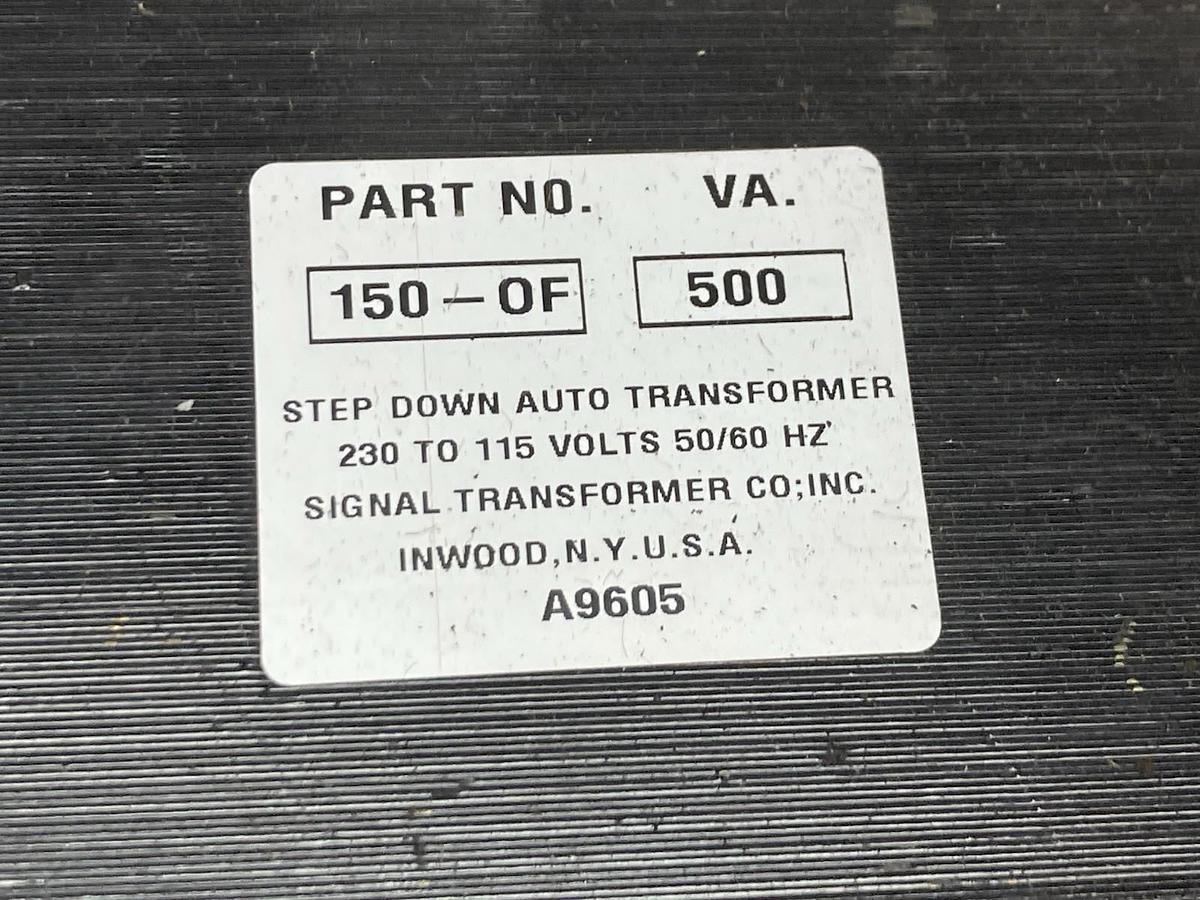 PART NO. VA.
150-OF 500
STEP DOWN AUTO TRANSFORMER
230 TO 115 VOLTS 50/60 HZ
SIGNAL TRANSFORMER CO;INC.
INWOOD,N.Y.U.S.A.
A9605